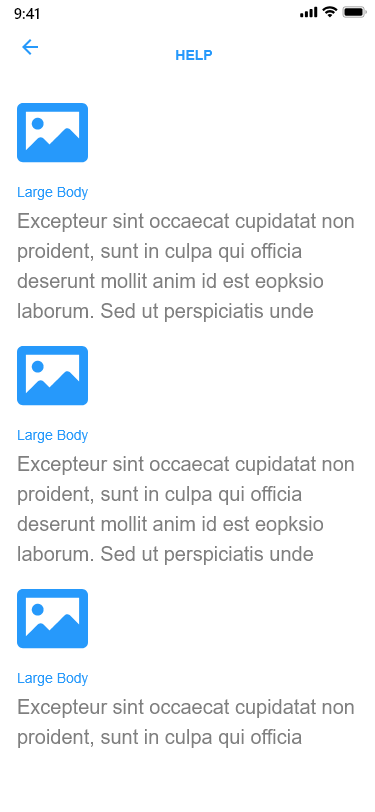 9:41
HELP
Large Body
Excepteur sint occaecat cupidatat non
proident, sunt in culpa qui officia
deserunt mollit anim id est eopksio
laborum. Sed ut perspiciatis unde
Large Body
Excepteur sint occaecat cupidatat non
proident, sunt in culpa qui officia
deserunt mollit anim id est eopksio
laborum. Sed ut perspiciatis unde
Large Body
Excepteur sint occaecat cupidatat non
proident, sunt in culpa qui officia